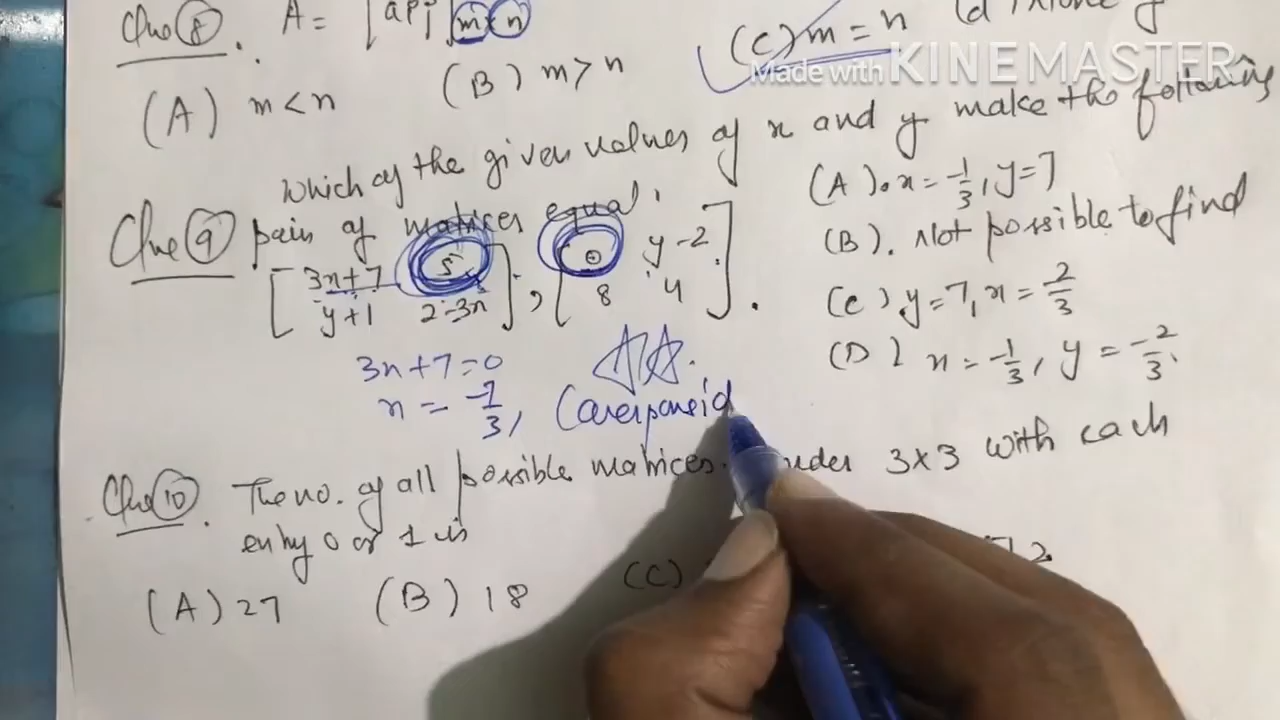 Que (8). A = [aij] m×n
(A) m < n (B) m > n (C) m = n
Made with KINEMASTER
Which of the given values of x and y make the following
Que (9) pair of matrices equal.
[3x+7 5
y+1 2-3x], [0 y-2
8 4].
(A). x = -1/3, y = 7
(B). Not possible to find
(C) y = 7, x = -2/3
(D) x = -1/3, y = -2/3.
3x+7=0
x = -7/3,
Que (10). The no. of all possible matrices 3×3 with each
entry 0 or 1 is
(A) 27 (B) 18 (C)